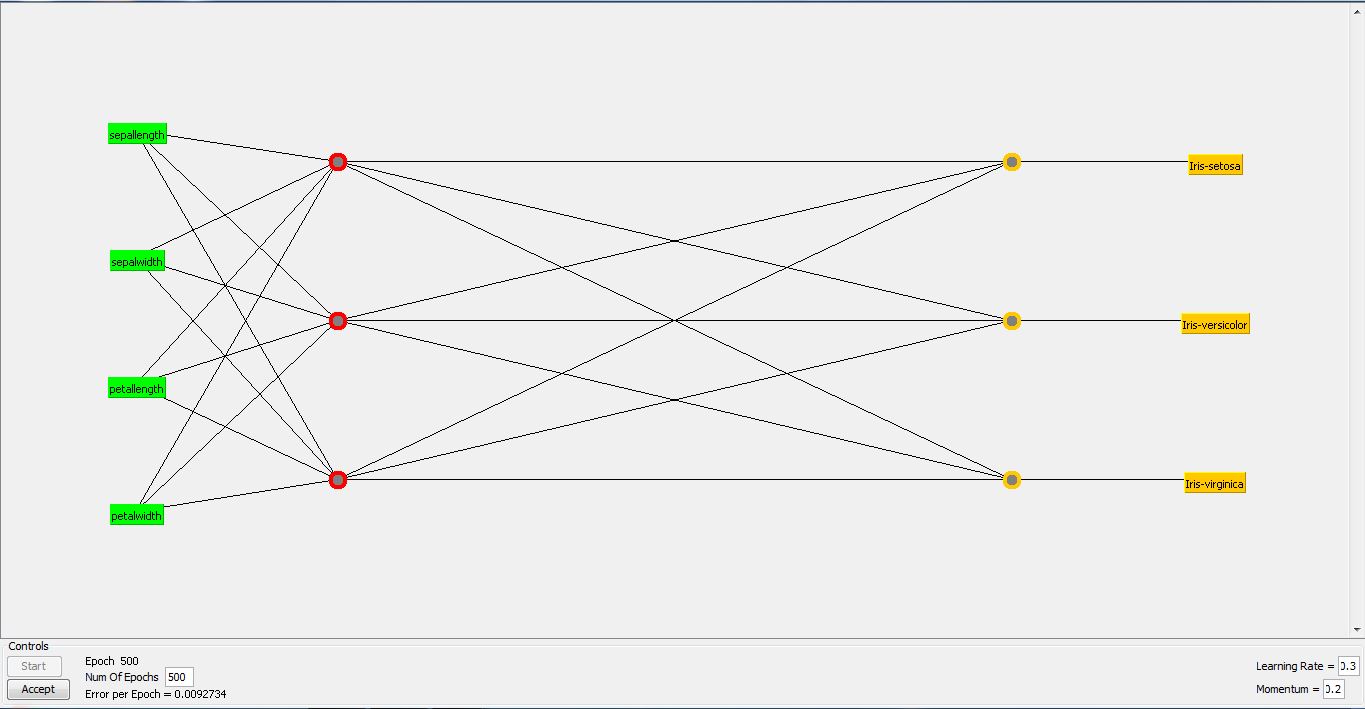 sepallength
Iris-setosa
sepalwidth
Iris-versicolor
petallength
Iris-virginica
petalwidth
Controls
Start
Accept
Epoch 500
Num Of Epochs 500
Error per Epoch = 0.0092734
Learning Rate = 0.3
Momentum = 0.2